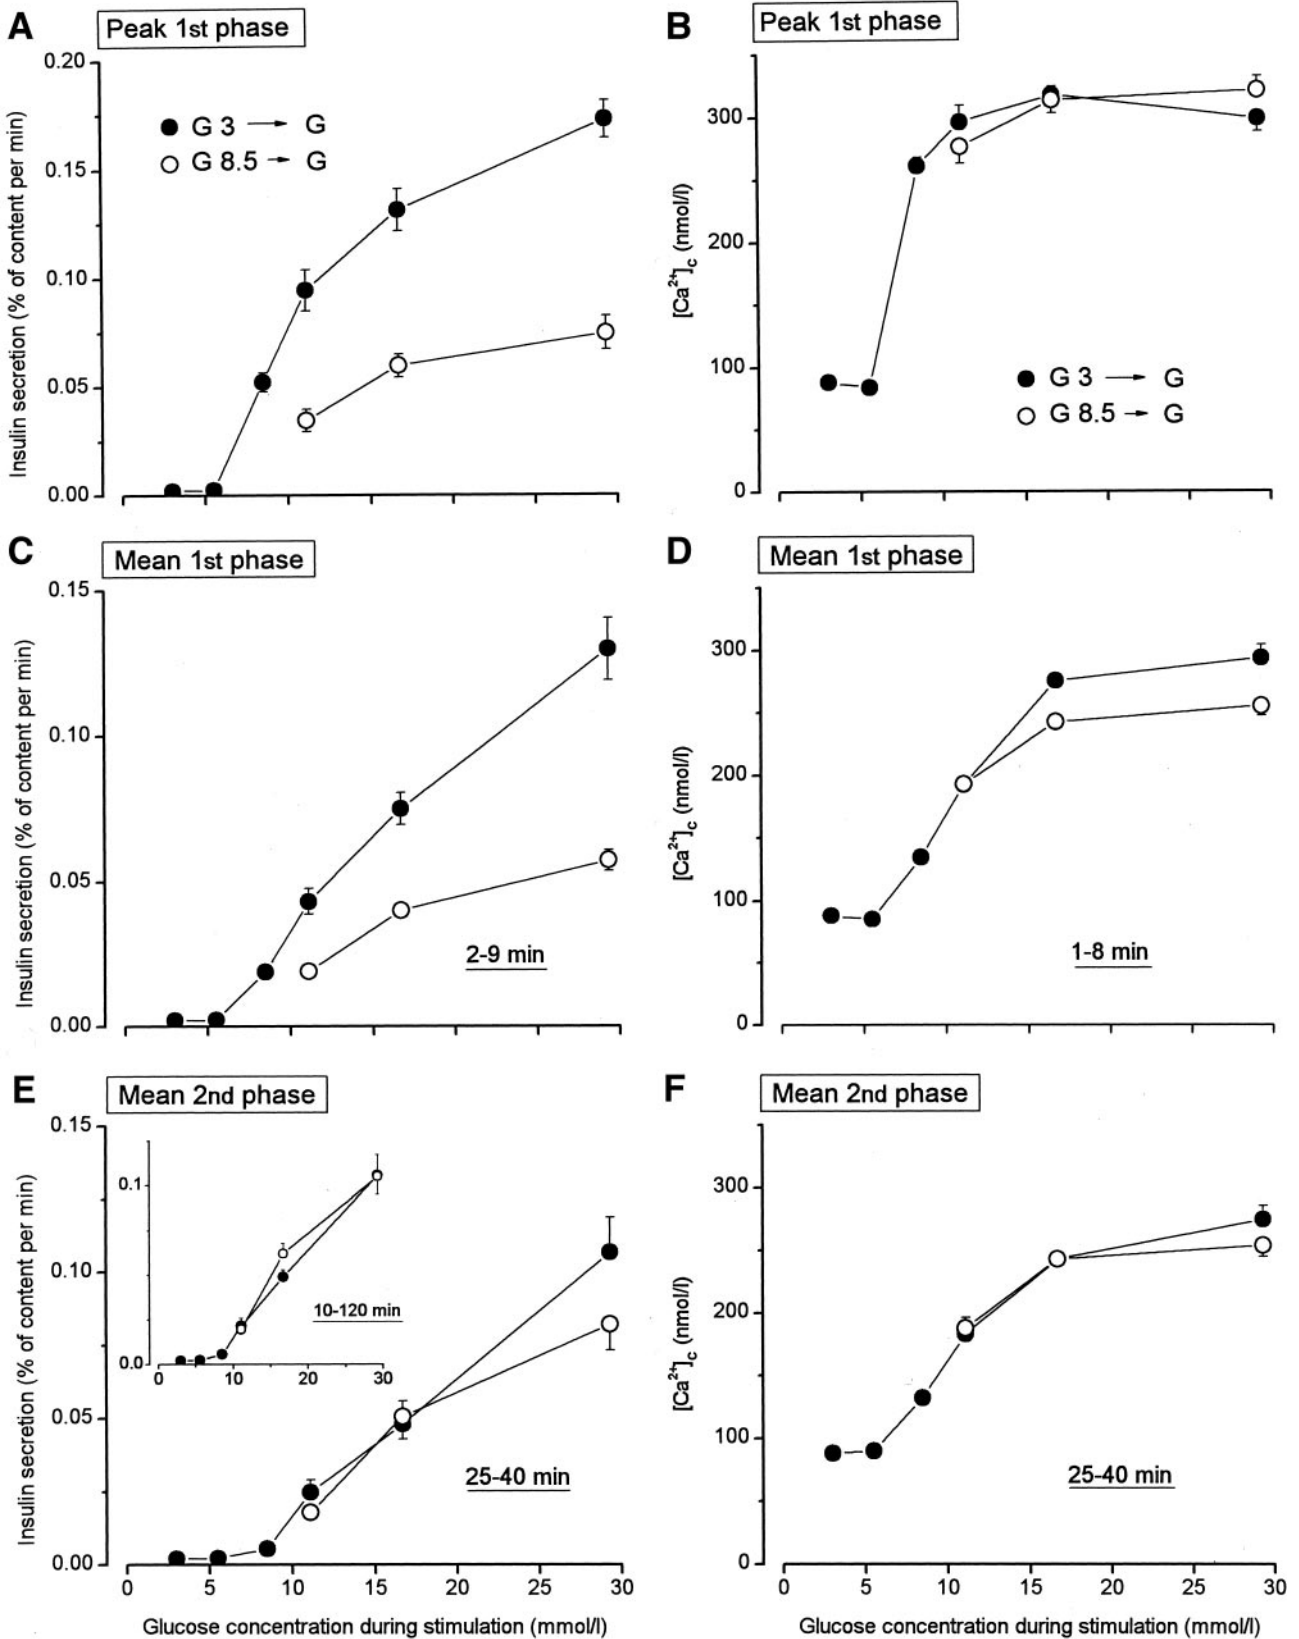 A
Peak 1st phase
Insulin secretion (% of content per min)
0.20
0.15
0.10
0.05
0.00
G 3 → G
G 8.5 → G
B
Peak 1st phase
[Ca²⁺]c (nmol/l)
300
200
100
0
G 3 → G
G 8.5 → G
C
Mean 1st phase
Insulin secretion (% of content per min)
0.15
0.10
0.05
0.00
2-9 min
D
Mean 1st phase
[Ca²⁺]c (nmol/l)
300
200
100
0
1-8 min
E
Mean 2nd phase
Insulin secretion (% of content per min)
0.15
0.10
0.05
0.00
0.1
0.0
0 10 20 30
10-120 min
25-40 min
0 5 10 15 20 25 30
Glucose concentration during stimulation (mmol/l)
F
Mean 2nd phase
[Ca²⁺]c (nmol/l)
300
200
100
0
25-40 min
0 5 10 15 20 25 30
Glucose concentration during stimulation (mmol/l)